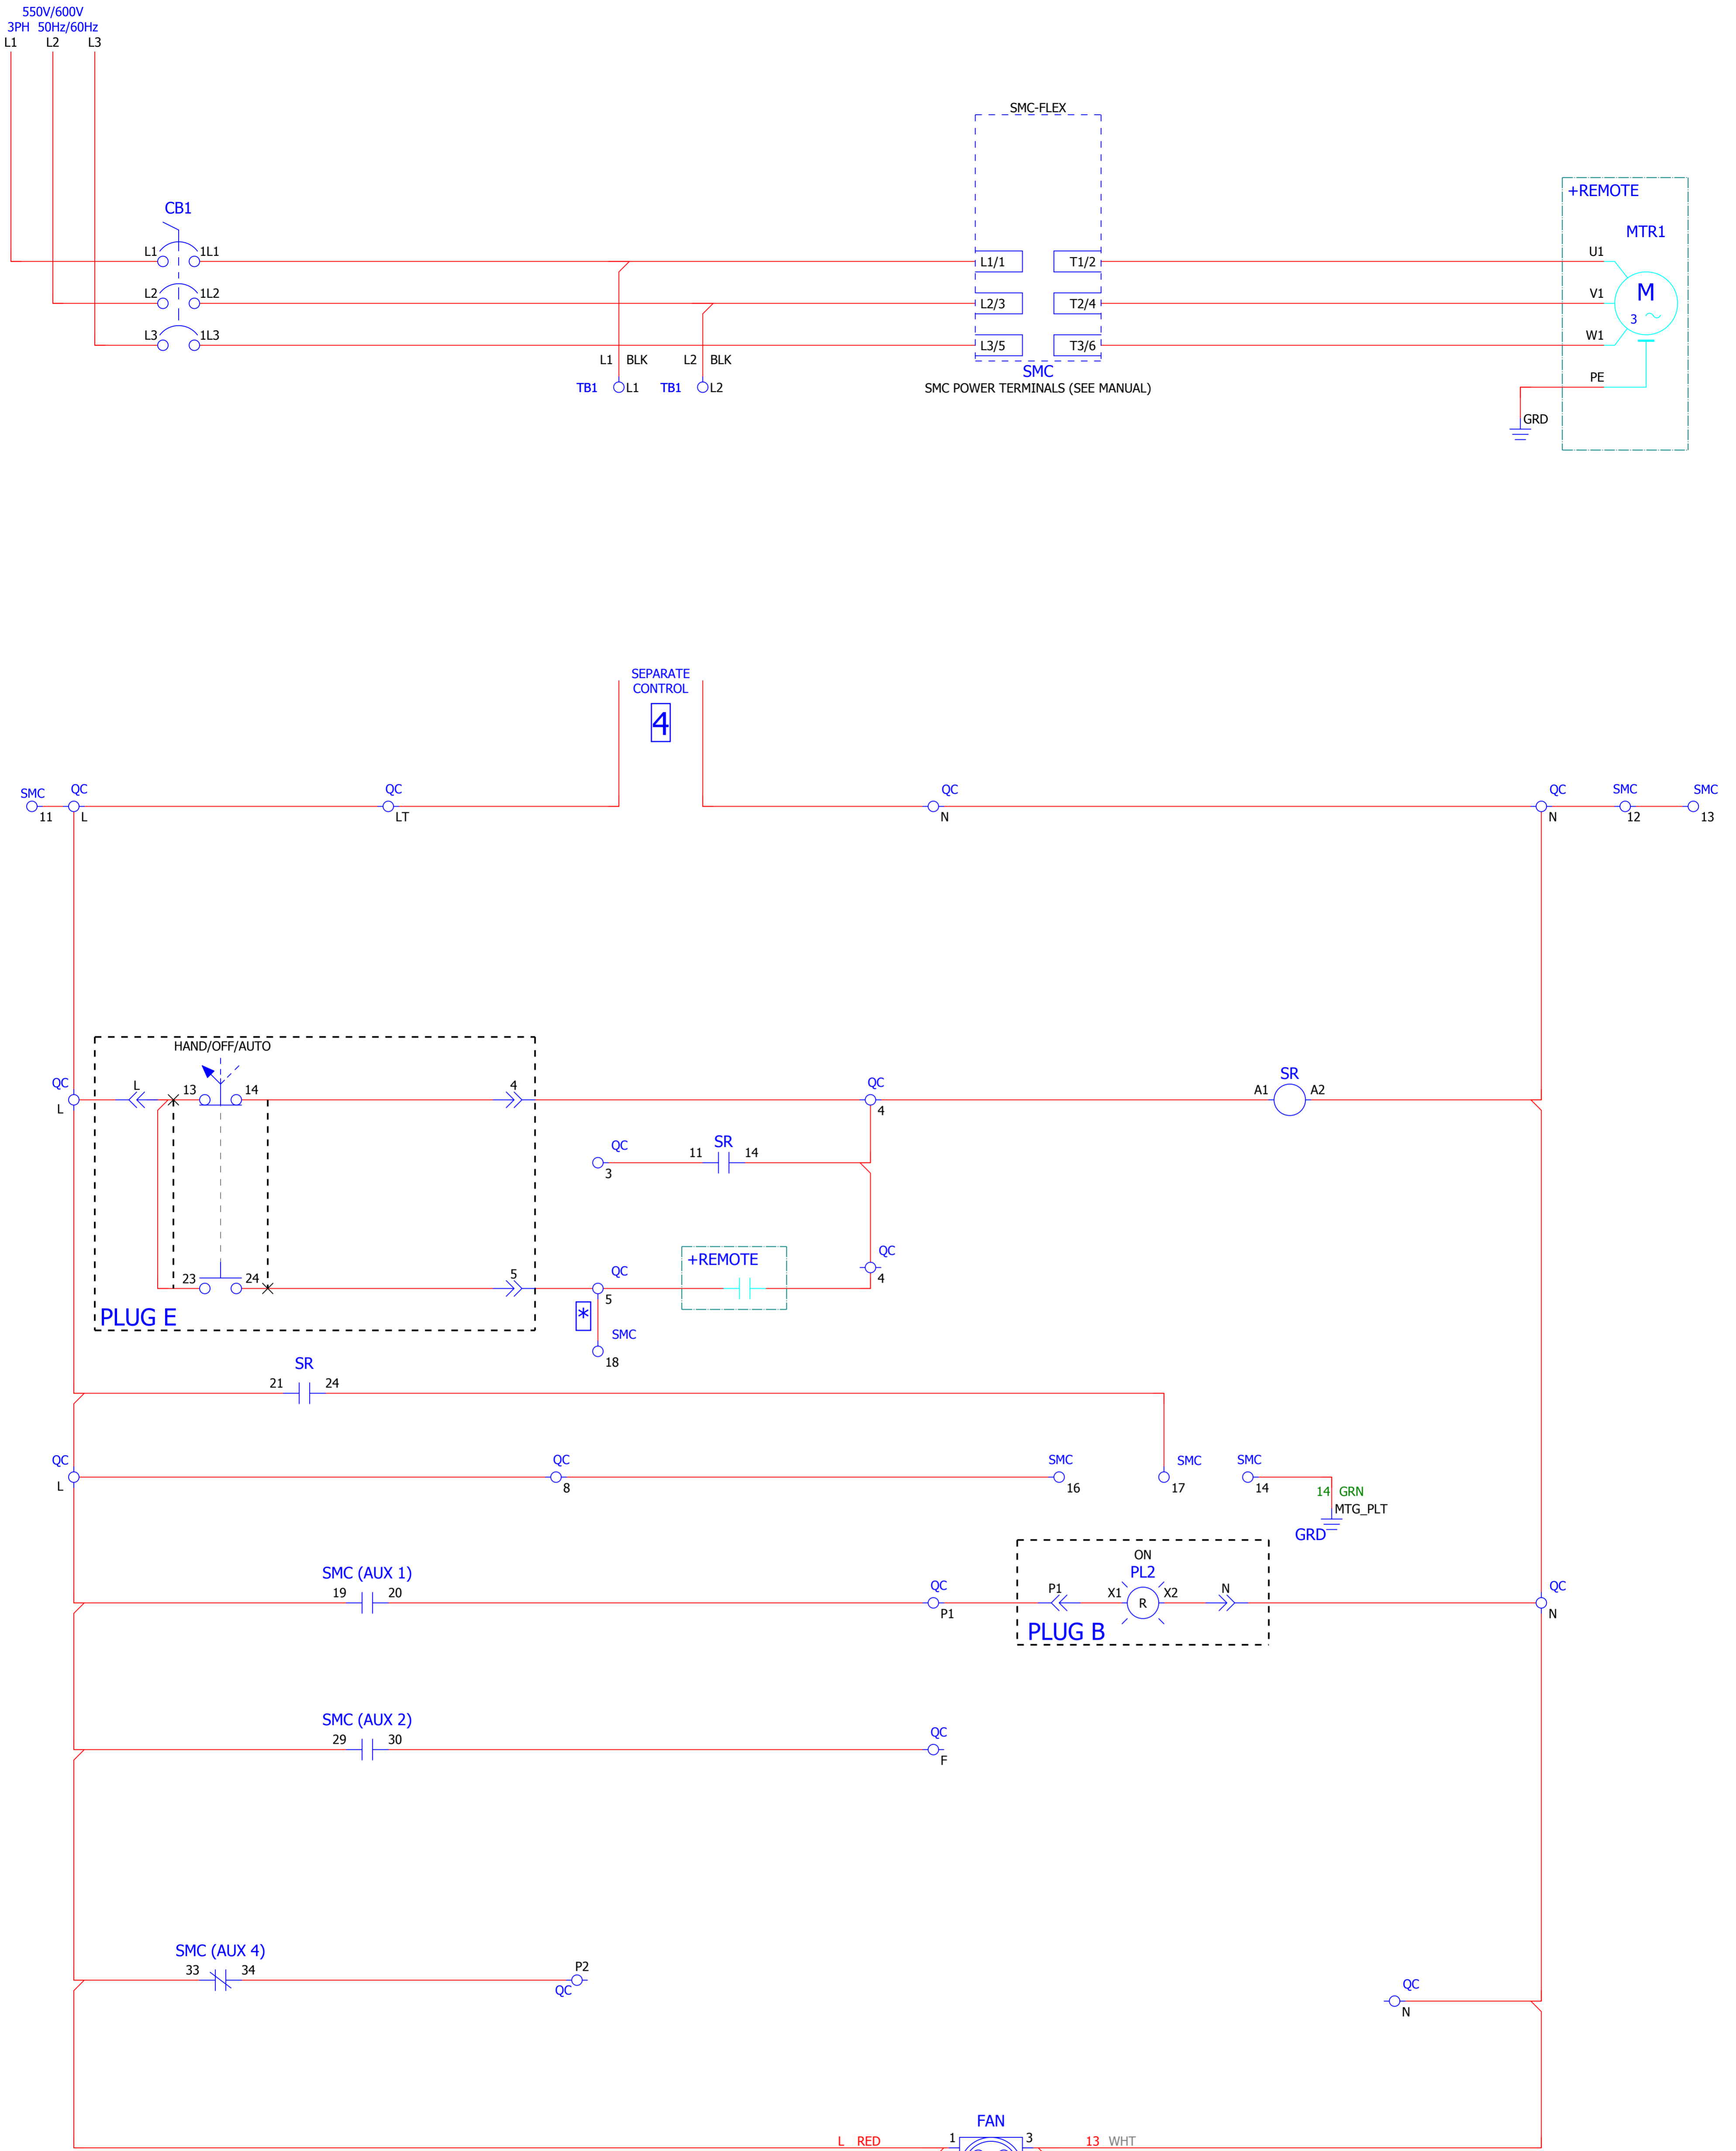 550V/600V
3PH 50Hz/60Hz
L1 L2 L3
SMC-FLEX
+REMOTE
CB1
MTR1
L1 1L1 L1/1 T1/2 U1
L2 1L2 L2/3 T2/4 V1 M
3
L3 1L3 L3/5 T3/6 W1
L1 BLK L2 BLK
SMC
PE
TB1 L1 TB1 L2
SMC POWER TERMINALS (SEE MANUAL)
GRD
SEPARATE
CONTROL
4
SMC QC QC QC QC SMC SMC
11 L LT N N 12 13
HAND/OFF/AUTO
QC L 13 14 4 QC SR
A1 A2
L 4
QC SR
11 14
3
+REMOTE QC
4
23 24 5 QC
5
PLUG E
*
SMC
18
SR
21 24
QC QC SMC SMC SMC
L 8 16 17 14
14 GRN
MTG_PLT
GRD
ON
SMC (AUX 1) PL2
19 20 QC P1 X1 R X2 N QC
P1 N
PLUG B
SMC (AUX 2)
29 30 QC
F
SMC (AUX 4)
33 34 P2
QC
QC
N
FAN
L RED 1 3 13 WHT